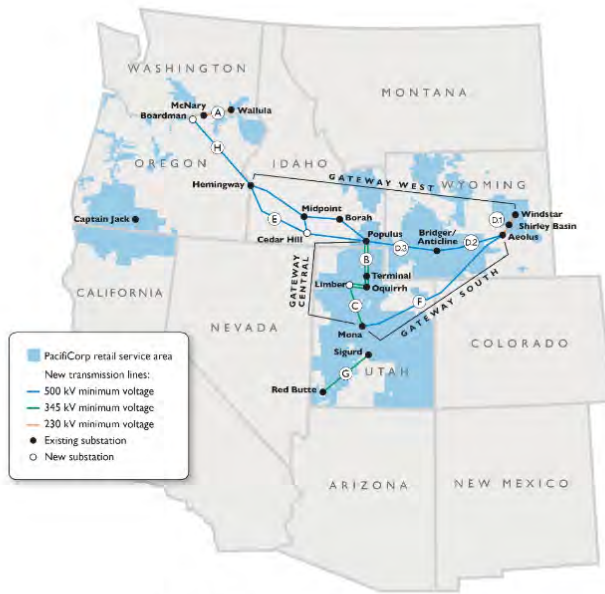 WASHINGTON
MONTANA
McNary
A
Wallula
Boardman
H
OREGON
IDAHO
GATEWAY WEST
WYOMING
Hemingway
Captain Jack
E
Midpoint
Borah
Cedar Hill
Populus
D.3
Bridger/
Anticline
D.2
D.1
Windstar
Shirley Basin
Aeolus
CALIFORNIA
NEVADA
GATEWAY
CENTRAL
B
Terminal
Limber
Oquirrh
C
F
GATEWAY SOUTH
Mona
Sigurd
G
UTAH
Red Butte
COLORADO
ARIZONA
NEW MEXICO
PacifiCorp retail service area
New transmission lines:
500 kV minimum voltage
345 kV minimum voltage
230 kV minimum voltage
Existing substation
New substation